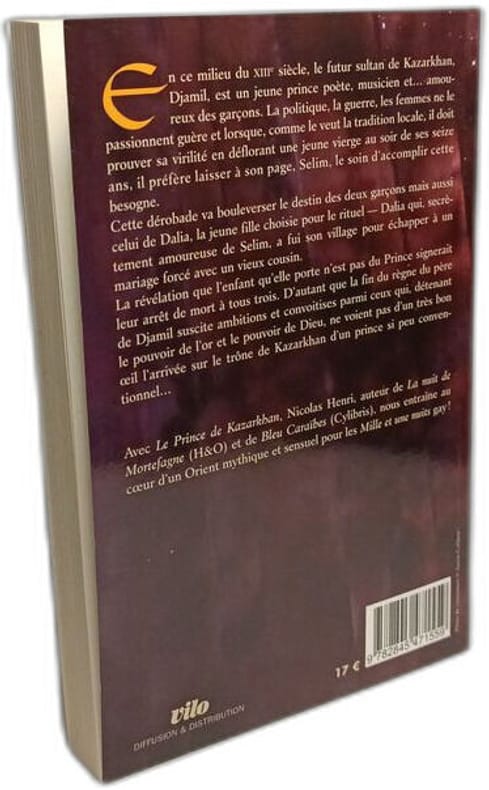 En ce milieu du XIIIe siècle, le futur sultan de Kazarkhan,
Djamil, est un jeune prince poète, musicien et... amou-
reux des garçons. La politique, la guerre, les femmes ne le
passionnent guère et lorsque, comme le veut la tradition locale, il doit
prouver sa virilité en déflorant une jeune vierge au soir de ses seize
ans, il préfère laisser à son page, Selim, le soin d'accomplir cette
besogne.
Cette dérobade va bouleverser le destin des deux garçons mais aussi
celui de Dalia, la jeune fille choisie pour le rituel — Dalia qui, secrè-
tement amoureuse de Selim, a fui son village pour échapper à un
mariage forcé avec un vieux cousin.
La révélation que l'enfant qu'elle porte n'est pas du Prince signerait
leur arrêt de mort à tous trois. D'autant que la fin du règne du père
de Djamil suscite ambitions et convoitises parmi ceux qui, détenant
le pouvoir de l'or et le pouvoir de Dieu, ne voient pas d'un très bon
œil l'arrivée sur le trône de Kazarkhan d'un prince si peu conven-
tionnel...
Avec Le Prince de Kazarkhan, Nicolas Henri, auteur de La nuit de
Mortefagne (H&O) et de Bleu Caraïbes (Cylibris), nous entraîne au
cœur d'un Orient mythique et sensuel pour les Mille et une nuits gay!
17 €
9 782845 471559
vilo
DIFFUSION & DISTRIBUTION